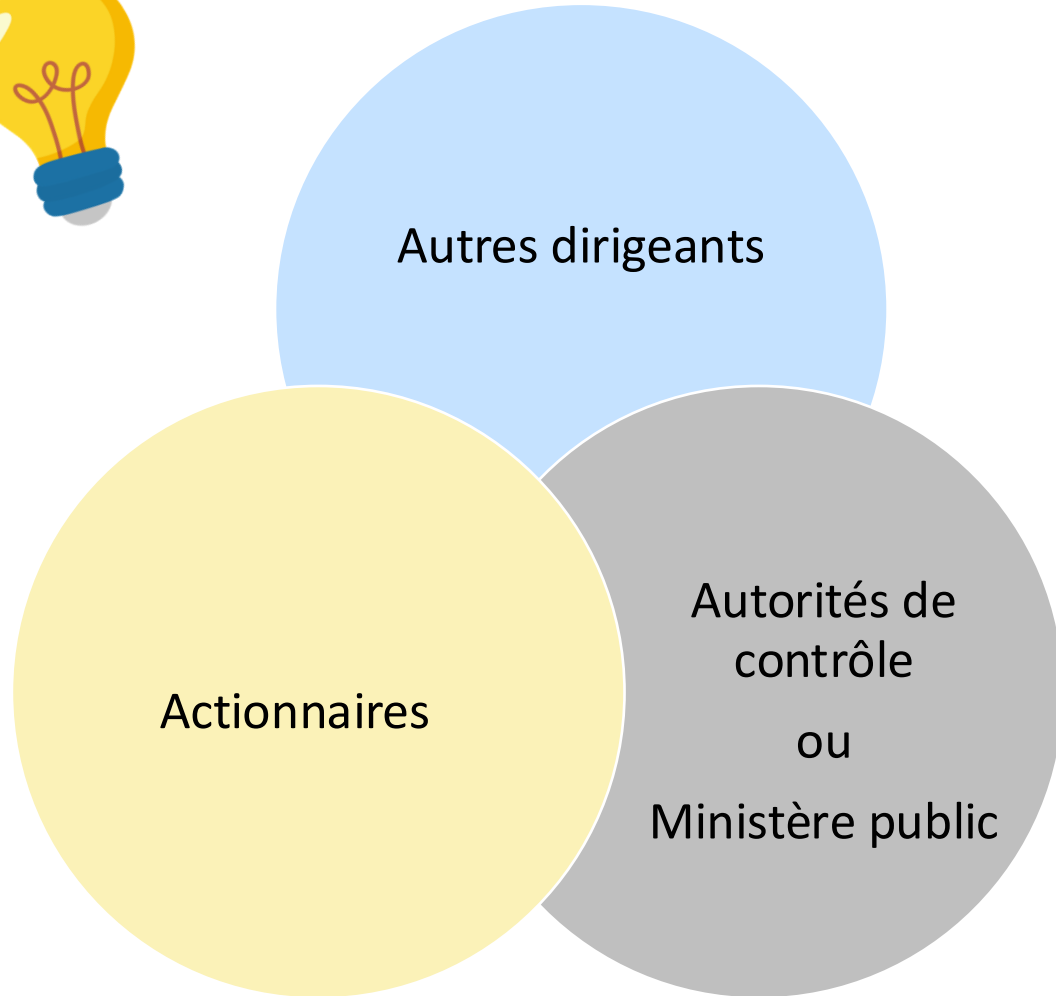 Autres dirigeants
Actionnaires
Autorités de
contrôle
ou
Ministère public